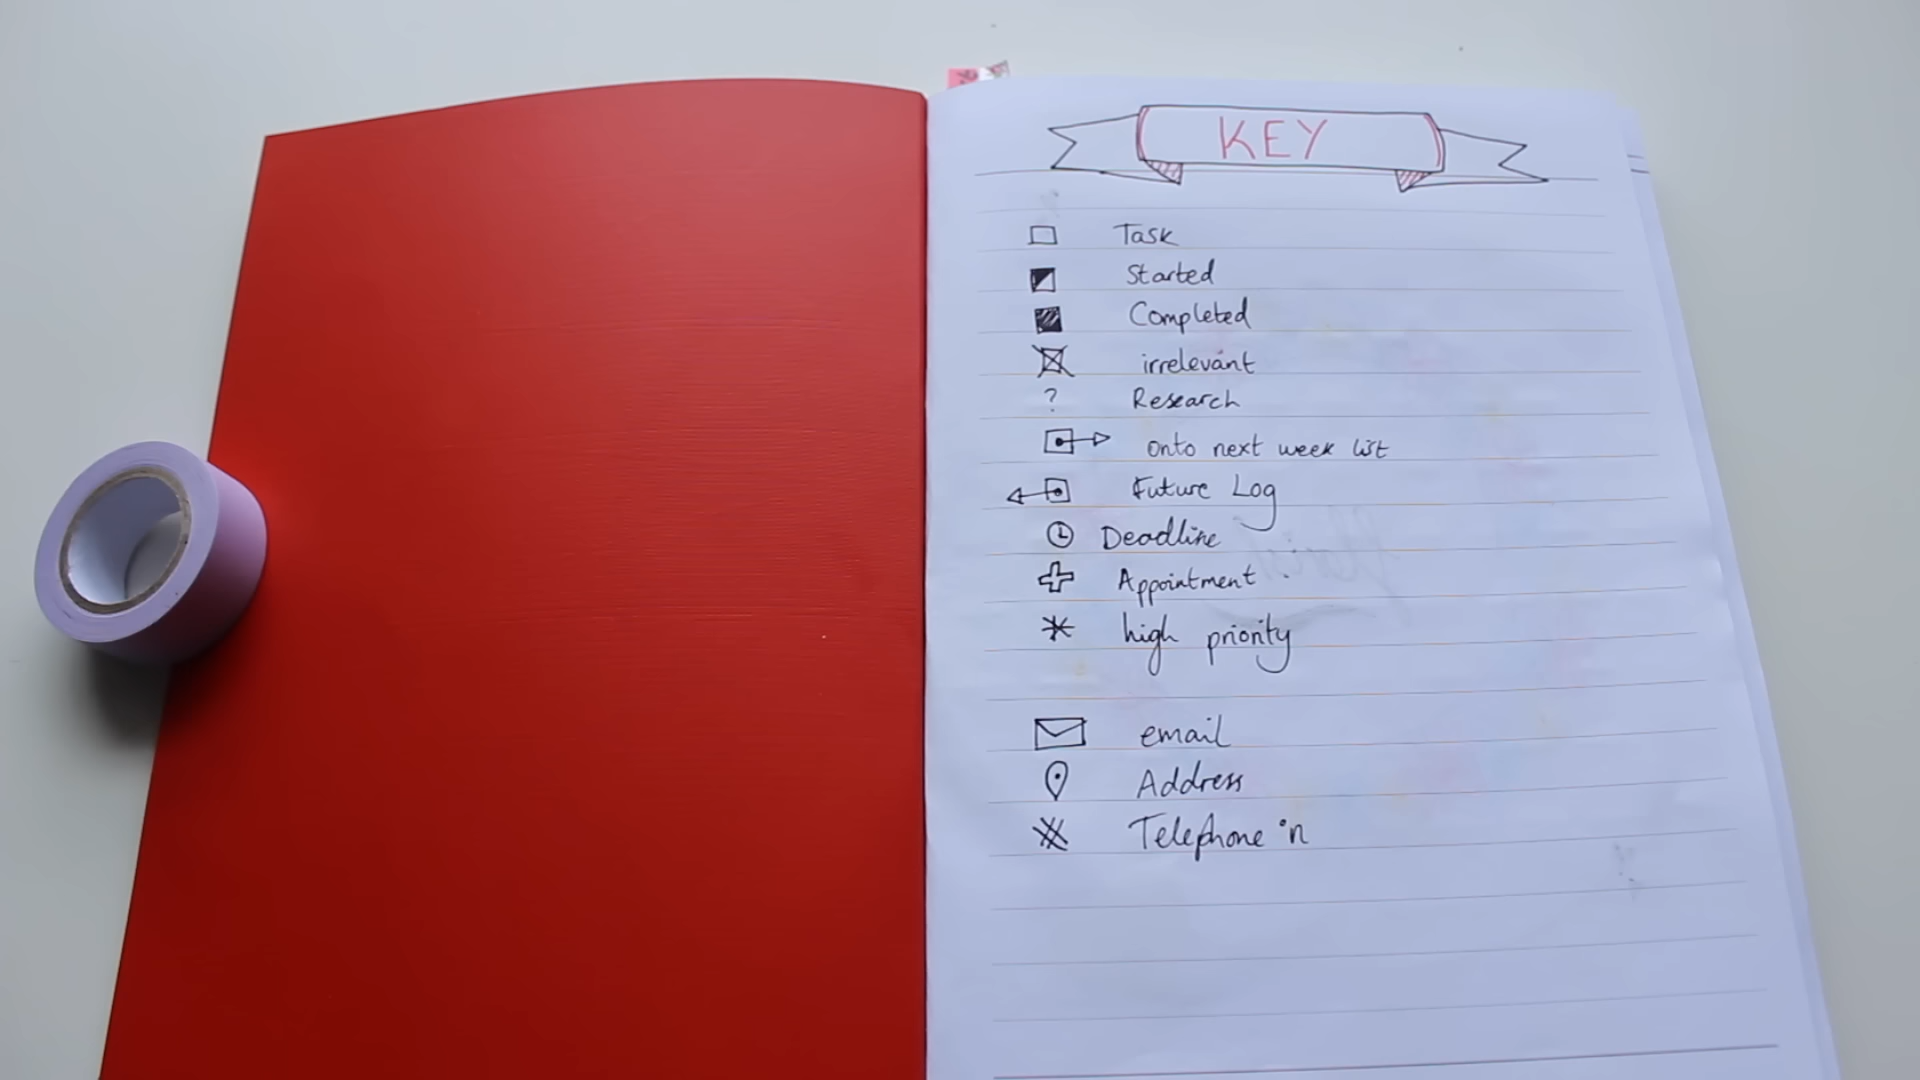 KEY
Task
Started
Completed
irrelevant
? Research
onto next week list
Future Log
Deadline
Appointment
high priority
email
Address
Telephone °n